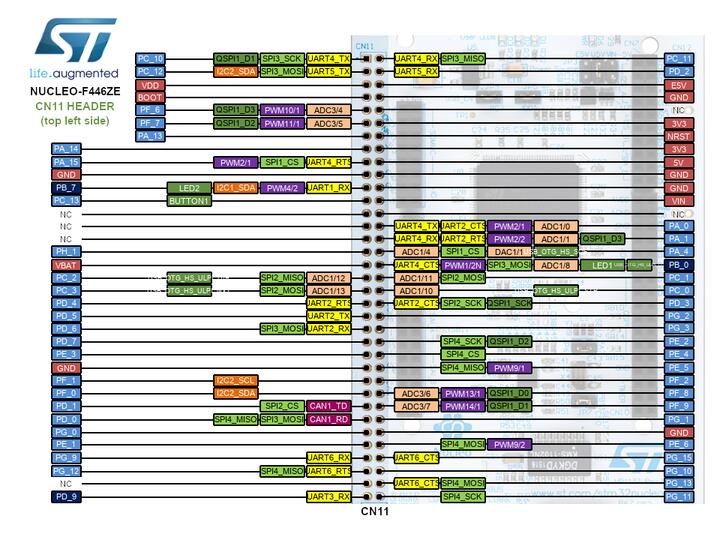 ST
life.augmented
NUCLEO-F446ZE
CN11 HEADER
(top left side)
CN11
PC_10 QSPI1_D1 SPI3_SCK UART4_TX UART4_RX SPI3_MISO PC_11
PC_12 I2C2_SDA SPI3_MOSI UART5_TX UART5_RX PD_2
VDD E5V
BOOT GND
PF_6 QSPI1_D3 PWM10/1 ADC3/4 NC
PF_7 QSPI1_D2 PWM11/1 ADC3/5 3V3
PA_13 NRST
PA_14 3V3
PA_15 PWM2/1 SPI1_CS UART4_RTS 5V
GND GND
PB_7 LED2 I2C1_SDA PWM4/2 UART1_RX GND
PC_13 BUTTON1 VIN
NC NC
NC UART4_TX UART2_CTS PWM2/1 ADC1/0 PA_0
NC UART4_RX UART2_RTS PWM2/2 ADC1/1 QSPI1_D3 PA_1
PH_1 ADC1/4 SPI1_CS DAC1/1 PA_4
VBAT UART4_CTS PWM1/2N SPI3_MOSI ADC1/8 LED1 PB_0
PC_2 OTG_HS_ULP SPI2_MISO ADC1/12 ADC1/11 SPI2_MOSI PC_1
PC_3 OTG_HS_ULP SPI2_MOSI ADC1/13 ADC1/10 OTG_HS_ULP PC_0
PD_4 UART2_RTS UART2_CTS SPI2_SCK QSPI1_SCK PD_3
PD_5 UART2_TX PG_2
PD_6 SPI3_MOSI UART2_RX PG_3
PD_7 SPI4_SCK QSPI1_D2 PE_2
PE_3 SPI4_CS PE_4
GND SPI4_MISO PWM9/1 PE_5
PF_1 I2C2_SCL PF_2
PF_0 I2C2_SDA ADC3/6 PWM13/1 QSPI1_D0 PF_8
PD_1 SPI2_CS CAN1_TD ADC3/7 PWM14/1 QSPI1_D1 PF_9
PD_0 SPI4_MISO SPI3_MOSI CAN1_RD PG_1
PG_0 GND
PE_1 SPI4_MOSI PWM9/2 PE_6
PG_9 UART6_RX UART6_CTS PG_15
PG_12 SPI4_MISO UART6_RTS PG_10
NC UART6_CTS SPI4_MOSI PG_13
PD_9 UART3_RX SPI4_SCK PG_11
CN11